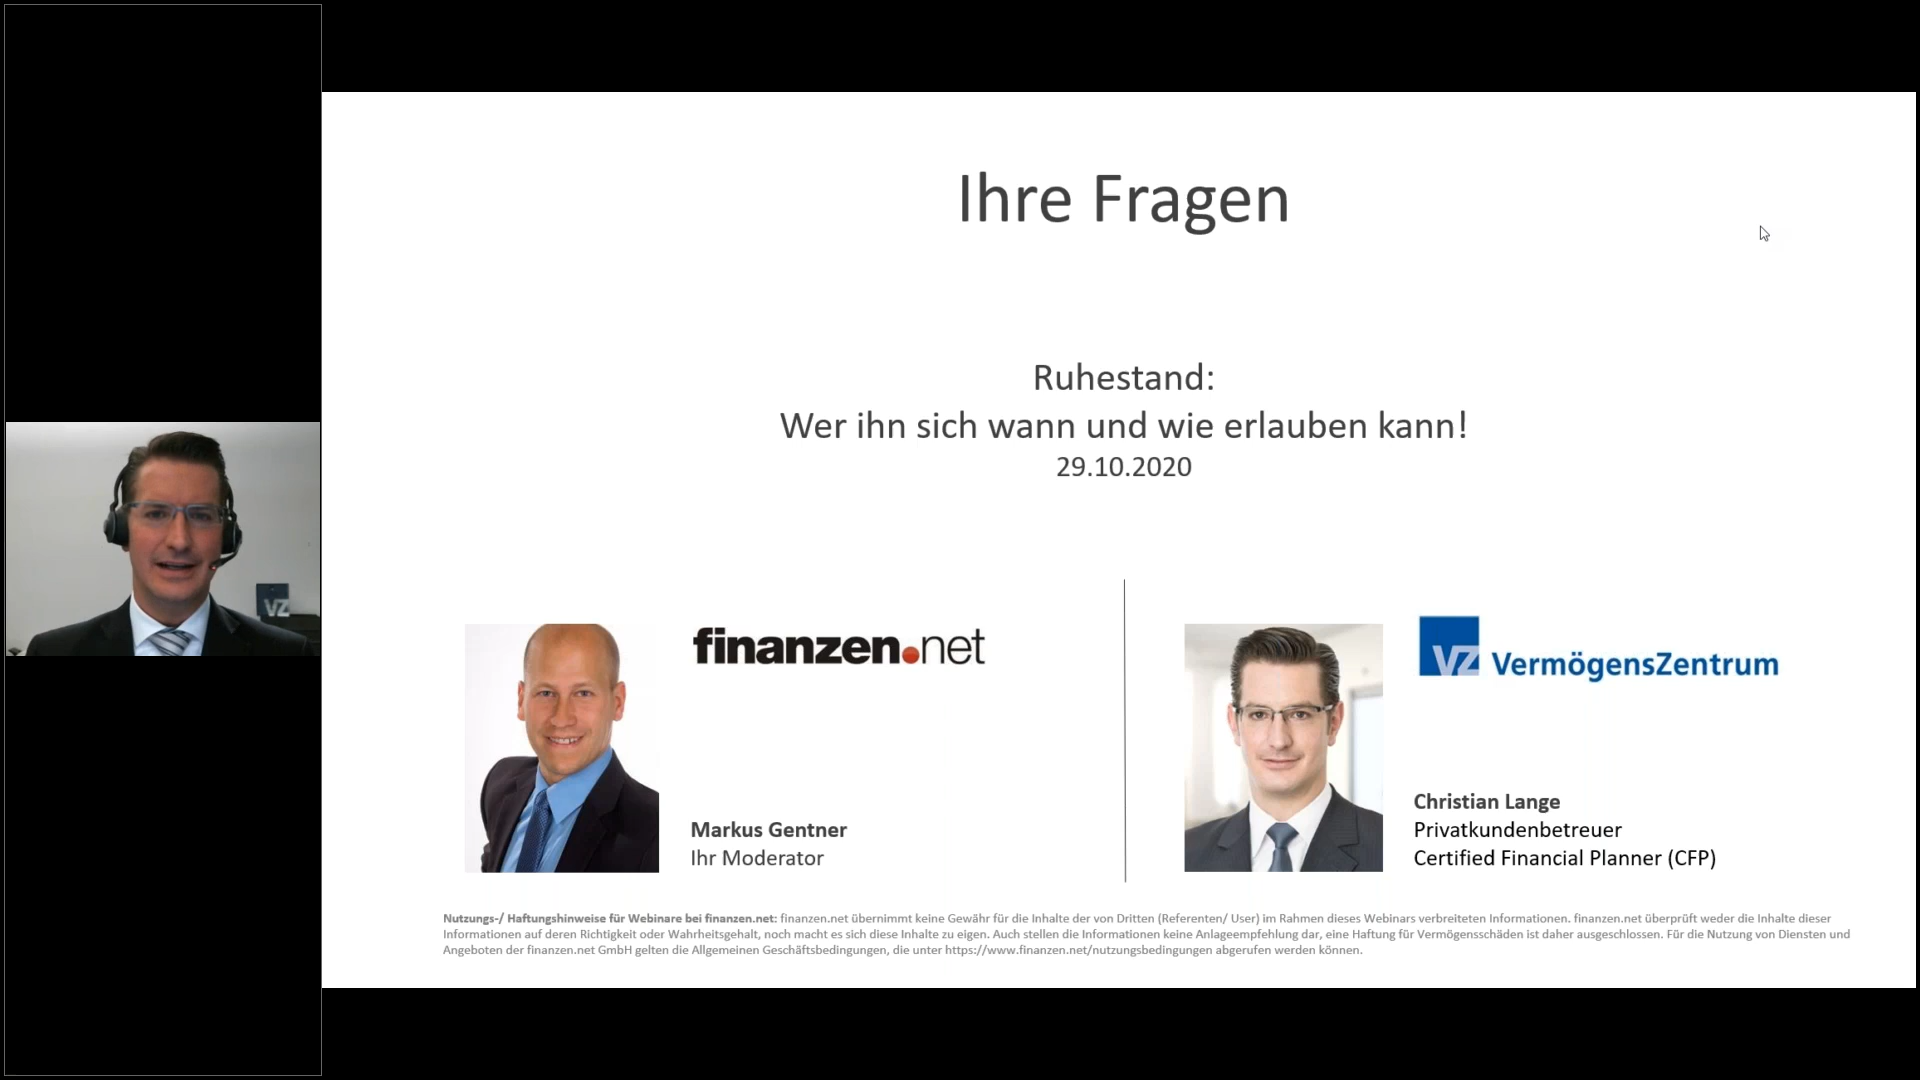 Ihre Fragen
Ruhestand:
Wer ihn sich wann und wie erlauben kann!
29.10.2020
VZ
finanzen.net
Markus Gentner
Ihr Moderator
VZ VermögensZentrum
Christian Lange
Privatkundenbetreuer
Certified Financial Planner (CFP)
Nutzungs-/ Haftungshinweise für Webinare bei finanzen.net: finanzen.net übernimmt keine Gewähr für die Inhalte der von Dritten (Referenten/ User) im Rahmen dieses Webinars verbreiteten Informationen. finanzen.net überprüft weder die Inhalte dieser
Informationen auf deren Richtigkeit oder Wahrheitsgehalt, noch macht es sich diese Inhalte zu eigen. Auch stellen die Informationen keine Anlageempfehlung dar, eine Haftung für Vermögensschäden ist daher ausgeschlossen. Für die Nutzung von Diensten und
Angeboten der finanzen.net GmbH gelten die Allgemeinen Geschäftsbedingungen, die unter https://www.finanzen.net/nutzungsbedingungen abgerufen werden können.